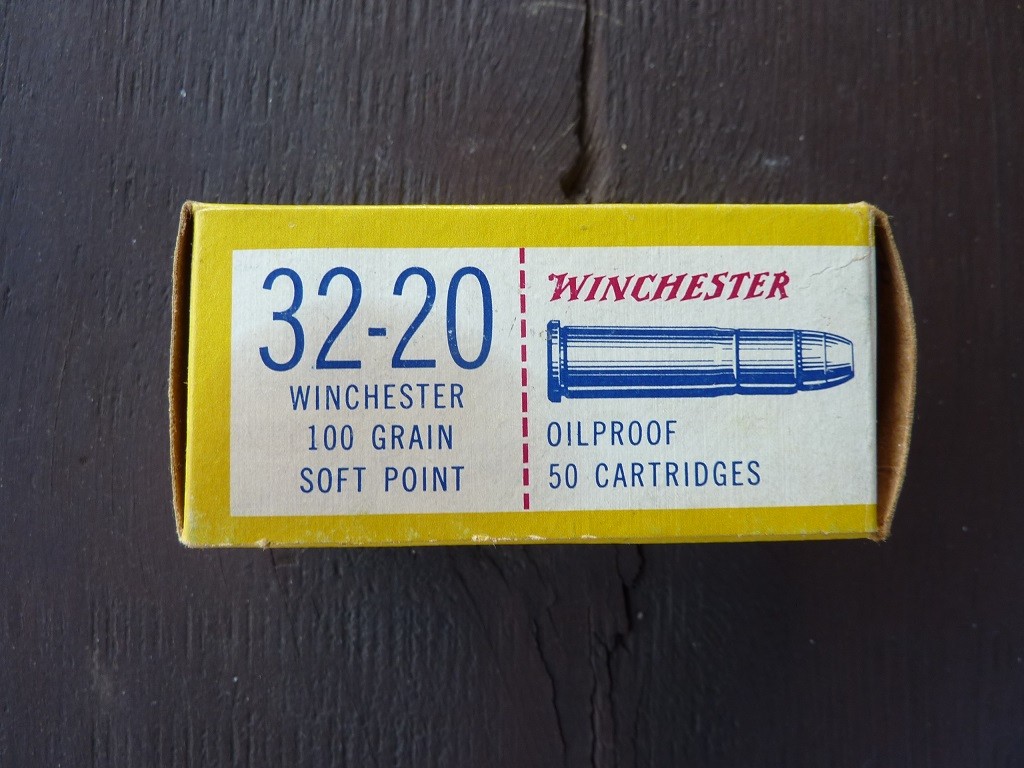 32-20
WINCHESTER
100 GRAIN
SOFT POINT
WINCHESTER
OILPROOF
50 CARTRIDGES